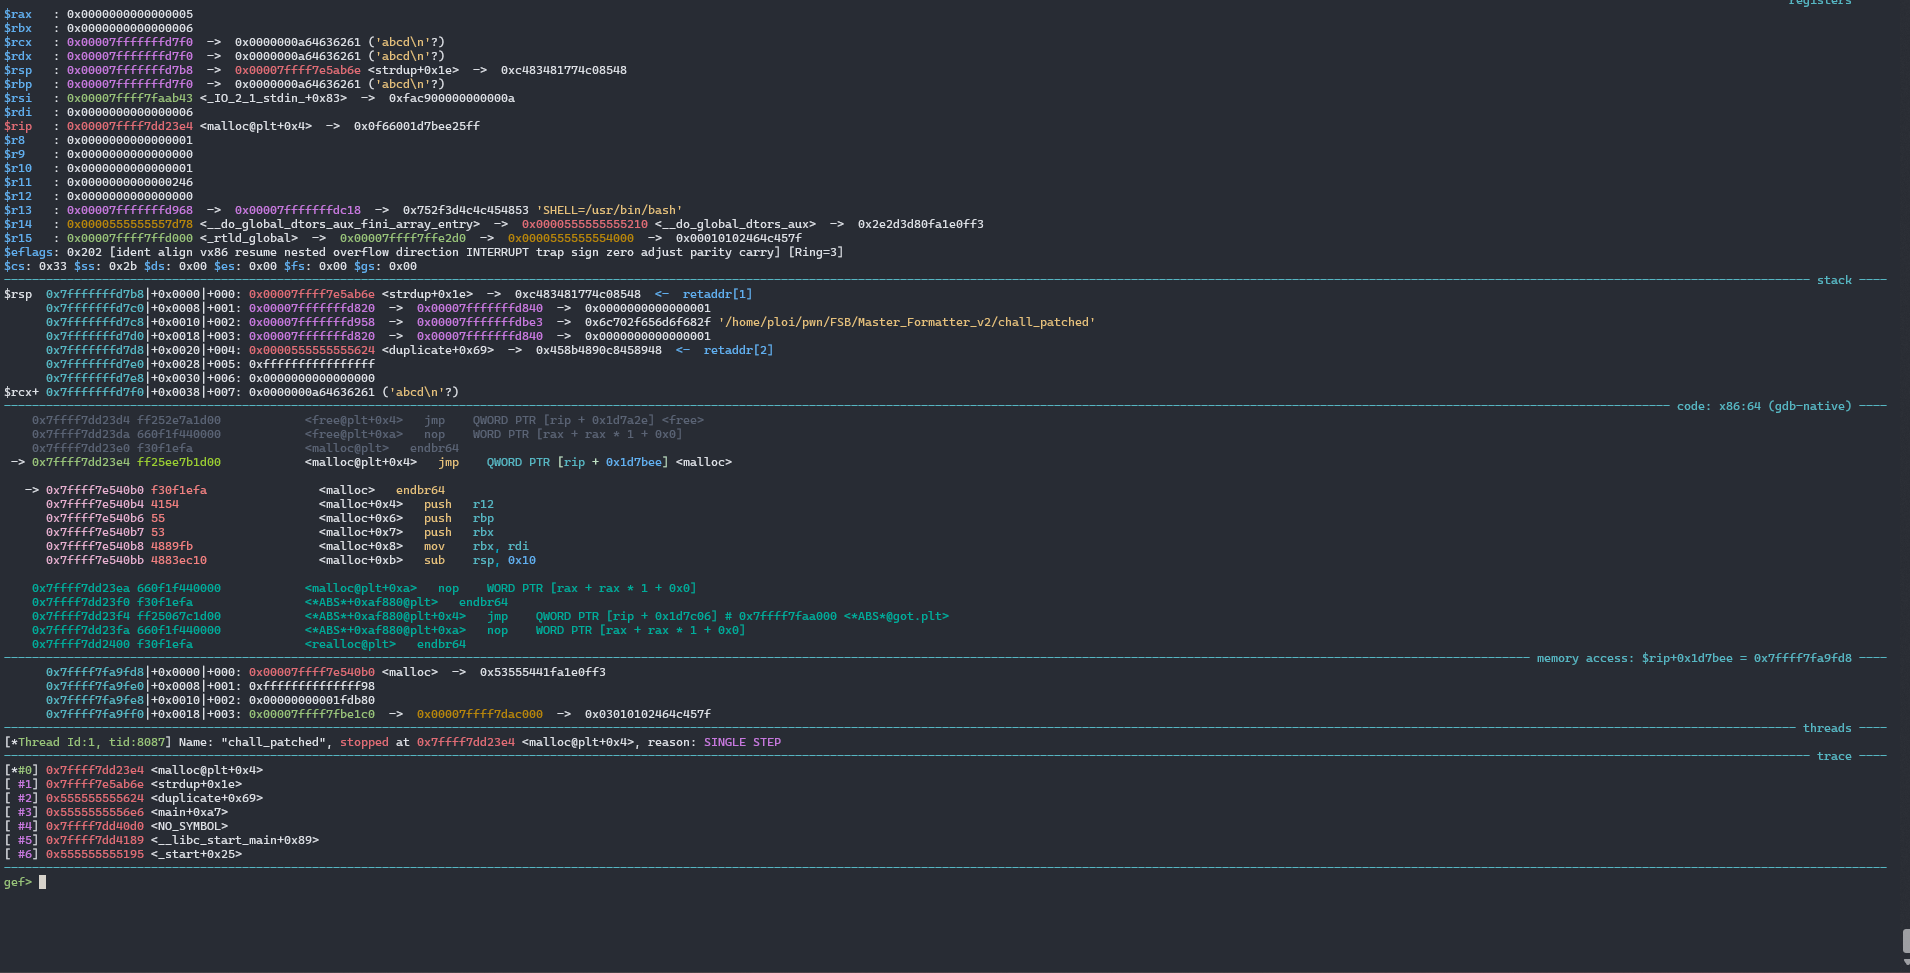 registers
$rax   : 0x0000000000000005
$rbx   : 0x0000000000000006
$rcx   : 0x00007fffffffd7f0  ->  0x0000000a64636261 ('abcd\n'?)
$rdx   : 0x00007fffffffd7f0  ->  0x0000000a64636261 ('abcd\n'?)
$rsp   : 0x00007fffffffd7b8  ->  0x00007ffff7e5ab6e <strdup+0x1e>  ->  0xc483481774c08548
$rbp   : 0x00007fffffffd7f0  ->  0x0000000a64636261 ('abcd\n'?)
$rsi   : 0x00007ffff7faab43 <_IO_2_1_stdin_+0x83>  ->  0xfac900000000000a
$rdi   : 0x0000000000000006
$rip   : 0x00007ffff7dd23e4 <malloc@plt+0x4>  ->  0x0f66001d7bee25ff
$r8    : 0x0000000000000001
$r9    : 0x0000000000000000
$r10   : 0x0000000000000001
$r11   : 0x0000000000000246
$r12   : 0x0000000000000000
$r13   : 0x00007fffffffd968  ->  0x00007fffffffdc18  ->  0x752f3d4c4c454853 'SHELL=/usr/bin/bash'
$r14   : 0x0000555555557d78 <__do_global_dtors_aux_fini_array_entry>  ->  0x0000555555555210 <__do_global_dtors_aux>  ->  0x2e2d3d80fa1e0ff3
$r15   : 0x00007ffff7ffd000 <_rtld_global>  ->  0x00007ffff7ffe2d0  ->  0x0000555555554000  ->  0x00010102464c457f
$eflags: 0x202 [ident align vx86 resume nested overflow direction INTERRUPT trap sign zero adjust parity carry] [Ring=3]
$cs: 0x33 $ss: 0x2b $ds: 0x00 $es: 0x00 $fs: 0x00 $gs: 0x00
stack
$rsp  0x7fffffffd7b8|+0x0000|+000: 0x00007ffff7e5ab6e <strdup+0x1e>  ->  0xc483481774c08548  <-  retaddr[1]
0x7fffffffd7c0|+0x0008|+001: 0x00007fffffffd820  ->  0x00007fffffffd840  ->  0x0000000000000001
0x7fffffffd7c8|+0x0010|+002: 0x00007fffffffd958  ->  0x00007fffffffdbe3  ->  0x6c702f656d6f682f '/home/ploi/pwn/FSB/Master_Formatter_v2/chall_patched'
0x7fffffffd7d0|+0x0018|+003: 0x00007fffffffd820  ->  0x00007fffffffd840  ->  0x0000000000000001
0x7fffffffd7d8|+0x0020|+004: 0x0000555555555624 <duplicate+0x69>  ->  0x458b4890c8458948  <-  retaddr[2]
0x7fffffffd7e0|+0x0028|+005: 0xffffffffffffffff
0x7fffffffd7e8|+0x0030|+006: 0x0000000000000000
$rcx+ 0x7fffffffd7f0|+0x0038|+007: 0x0000000a64636261 ('abcd\n'?)
code: x86:64 (gdb-native)
0x7ffff7dd23d4 ff252e7a1d00            <free@plt+0x4>   jmp    QWORD PTR [rip + 0x1d7a2e] <free>
0x7ffff7dd23da 660f1f440000            <free@plt+0xa>   nop    WORD PTR [rax + rax * 1 + 0x0]
0x7ffff7dd23e0 f30f1efa                <malloc@plt>   endbr64
-> 0x7ffff7dd23e4 ff25ee7b1d00            <malloc@plt+0x4>   jmp    QWORD PTR [rip + 0x1d7bee] <malloc>
-> 0x7ffff7e540b0 f30f1efa                <malloc>   endbr64
0x7ffff7e540b4 4154                    <malloc+0x4>   push   r12
0x7ffff7e540b6 55                      <malloc+0x6>   push   rbp
0x7ffff7e540b7 53                      <malloc+0x7>   push   rbx
0x7ffff7e540b8 4889fb                  <malloc+0x8>   mov    rbx, rdi
0x7ffff7e540bb 4883ec10                <malloc+0xb>   sub    rsp, 0x10
0x7ffff7dd23ea 660f1f440000            <malloc@plt+0xa>   nop    WORD PTR [rax + rax * 1 + 0x0]
0x7ffff7dd23f0 f30f1efa                <*ABS*+0xaf880@plt>   endbr64
0x7ffff7dd23f4 ff25067c1d00            <*ABS*+0xaf880@plt+0x4>   jmp    QWORD PTR [rip + 0x1d7c06] # 0x7ffff7faa000 <*ABS*@got.plt>
0x7ffff7dd23fa 660f1f440000            <*ABS*+0xaf880@plt+0xa>   nop    WORD PTR [rax + rax * 1 + 0x0]
0x7ffff7dd2400 f30f1efa                <realloc@plt>   endbr64
memory access: $rip+0x1d7bee = 0x7ffff7fa9fd8
0x7ffff7fa9fd8|+0x0000|+000: 0x00007ffff7e540b0 <malloc>  ->  0x53555441fa1e0ff3
0x7ffff7fa9fe0|+0x0008|+001: 0xffffffffffffff98
0x7ffff7fa9fe8|+0x0010|+002: 0x00000000001fdb80
0x7ffff7fa9ff0|+0x0018|+003: 0x00007ffff7fbe1c0  ->  0x00007ffff7dac000  ->  0x03010102464c457f
threads
[*Thread Id:1, tid:8087] Name: "chall_patched", stopped at 0x7ffff7dd23e4 <malloc@plt+0x4>, reason: SINGLE STEP
trace
[*#0] 0x7ffff7dd23e4 <malloc@plt+0x4>
[ #1] 0x7ffff7e5ab6e <strdup+0x1e>
[ #2] 0x555555555624 <duplicate+0x69>
[ #3] 0x5555555556e6 <main+0xa7>
[ #4] 0x7ffff7dd40d0 <NO_SYMBOL>
[ #5] 0x7ffff7dd4189 <__libc_start_main+0x89>
[ #6] 0x555555555195 <_start+0x25>
gef>